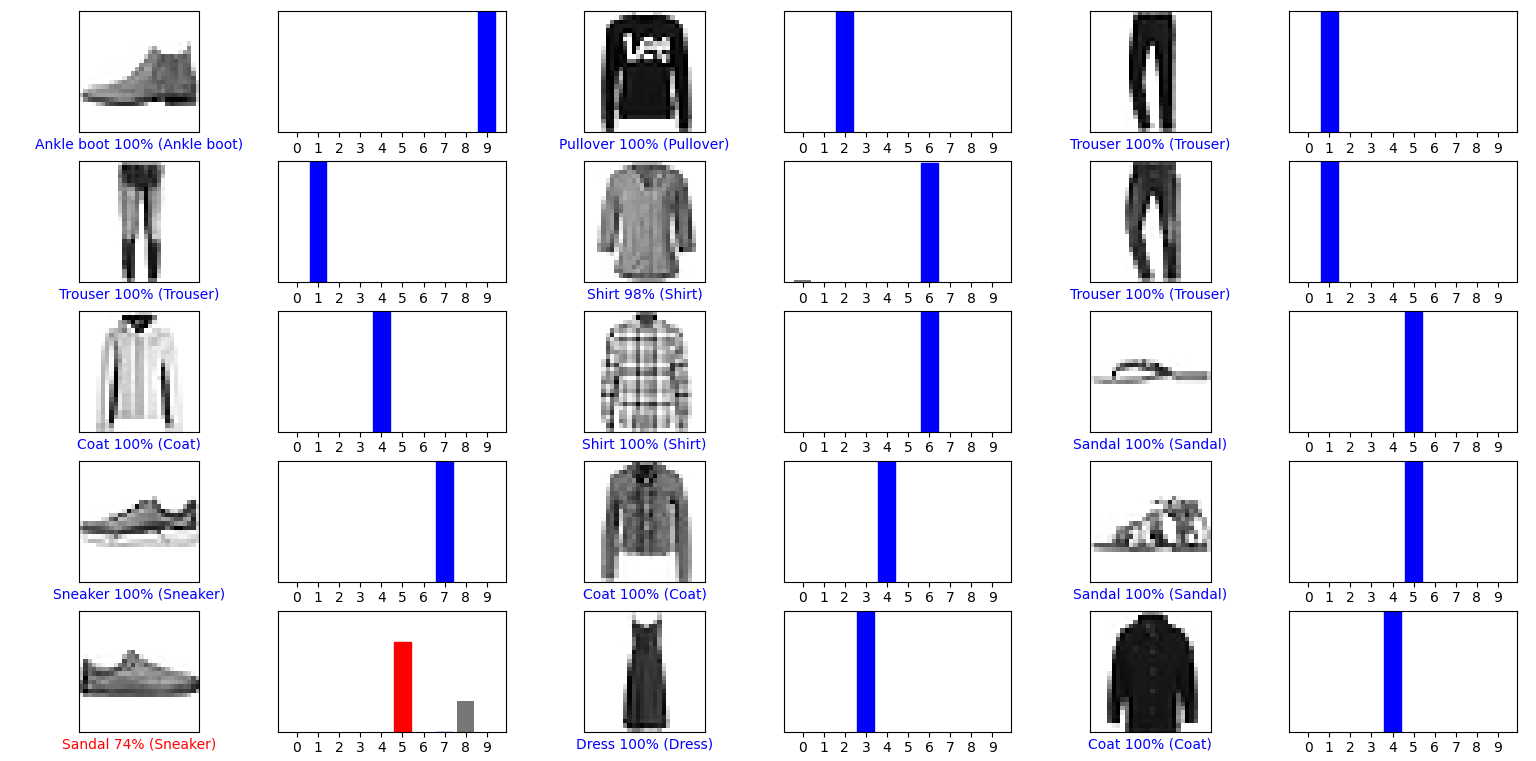 Lee
0 1 2 3 4 5 6 7 8 9
0 1 2 3 4 5 6 7 8 9
0 1 2 3 4 5 6 7 8 9
Ankle boot 100% (Ankle boot)
Pullover 100% (Pullover)
Trouser 100% (Trouser)
0 1 2 3 4 5 6 7 8 9
0 1 2 3 4 5 6 7 8 9
0 1 2 3 4 5 6 7 8 9
Trouser 100% (Trouser)
Shirt 98% (Shirt)
Trouser 100% (Trouser)
0 1 2 3 4 5 6 7 8 9
0 1 2 3 4 5 6 7 8 9
0 1 2 3 4 5 6 7 8 9
Coat 100% (Coat)
Shirt 100% (Shirt)
Sandal 100% (Sandal)
0 1 2 3 4 5 6 7 8 9
0 1 2 3 4 5 6 7 8 9
0 1 2 3 4 5 6 7 8 9
Sneaker 100% (Sneaker)
Coat 100% (Coat)
Sandal 100% (Sandal)
0 1 2 3 4 5 6 7 8 9
0 1 2 3 4 5 6 7 8 9
0 1 2 3 4 5 6 7 8 9
Sandal 74% (Sneaker)
Dress 100% (Dress)
Coat 100% (Coat)